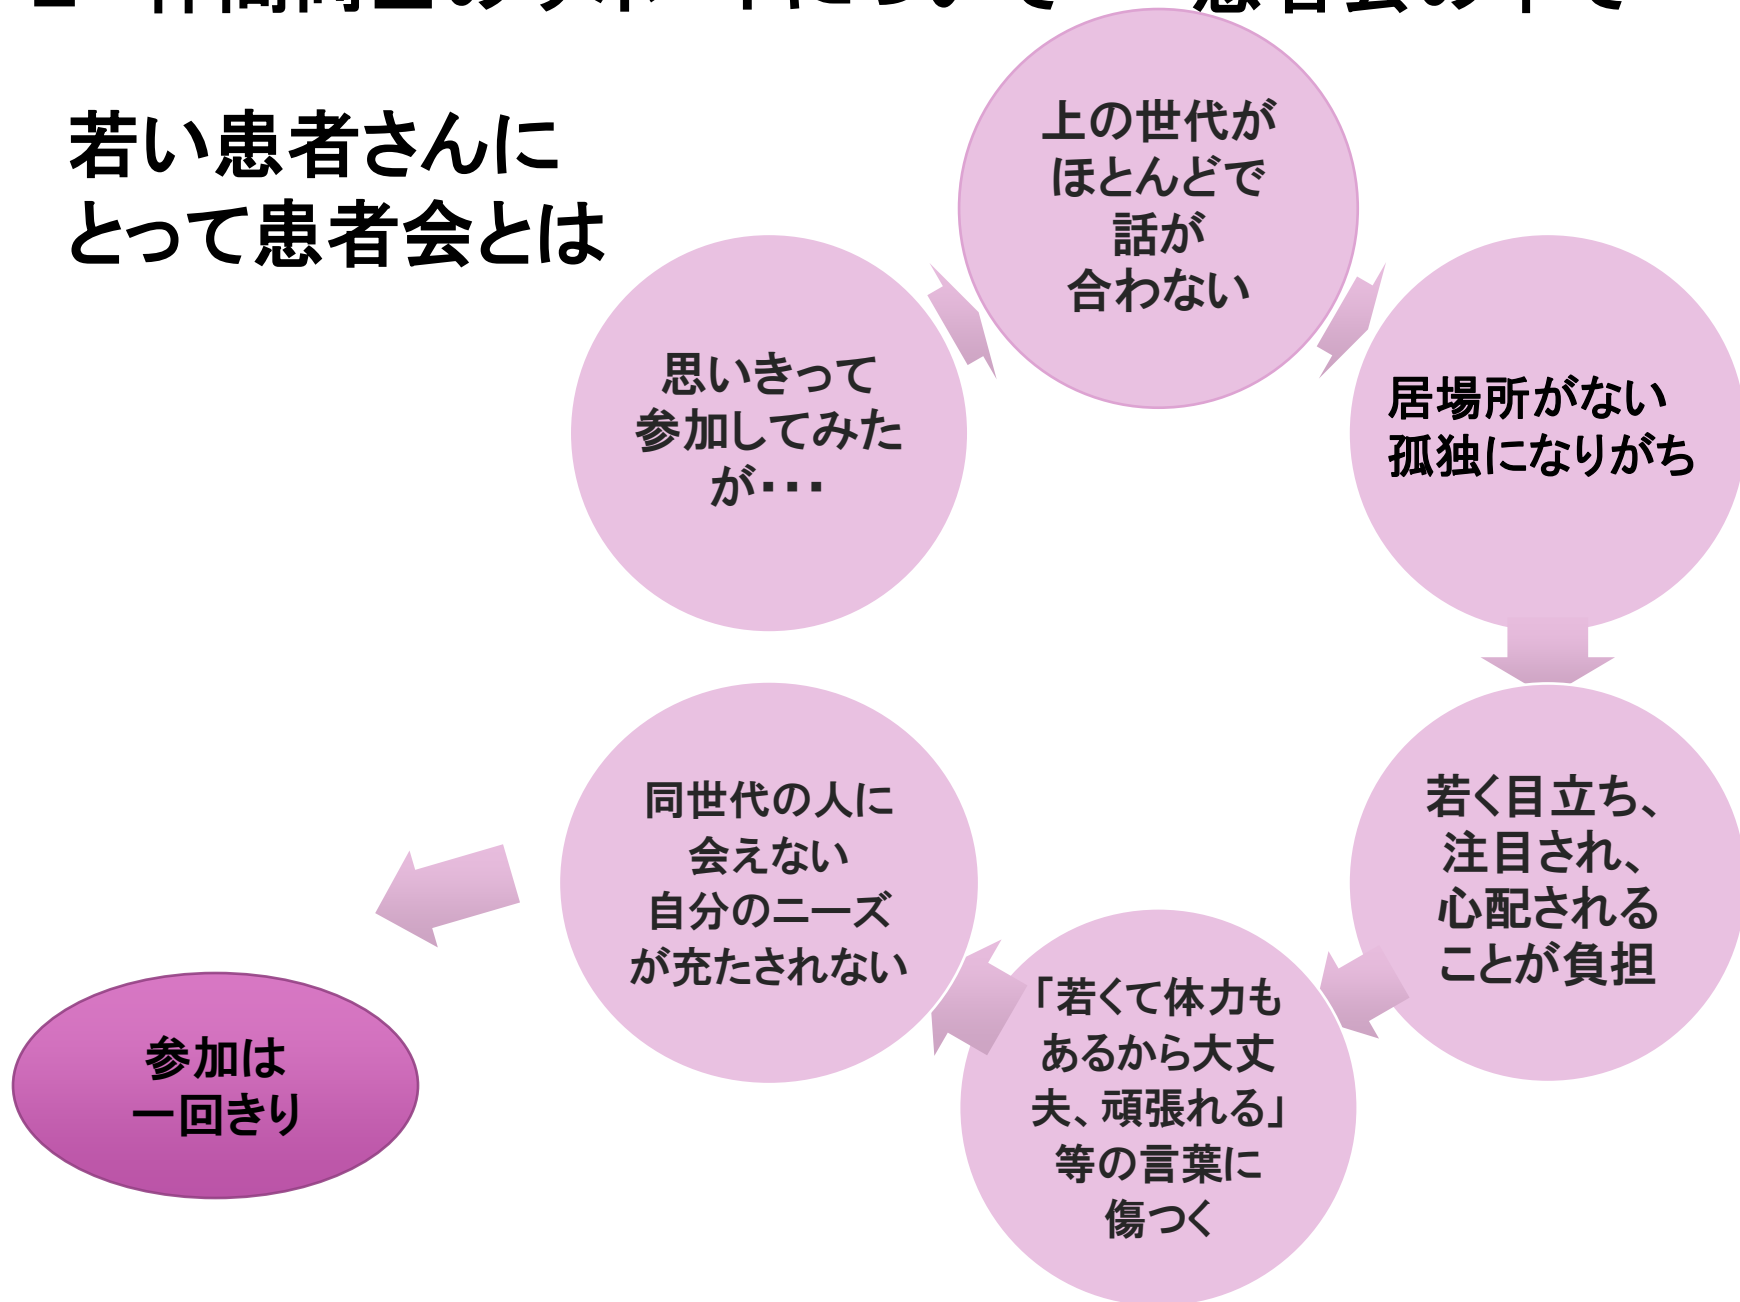 若い患者さんに
とって患者会とは
思いきって
参加してみた
が・・・
上の世代が
ほとんどで
話が
合わない
居場所がない
孤独になりがち
若く目立ち、
注目され、
心配される
ことが負担
「若くて体力も
あるから大丈
夫、頑張れる」
等の言葉に
傷つく
同世代の人に
会えない
自分のニーズ
が充たされない
参加は
一回きり